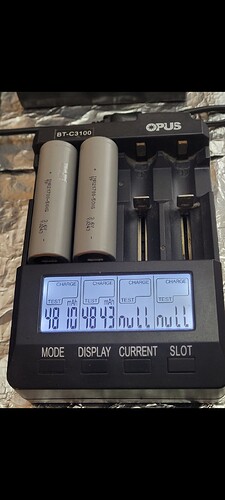 BT-C3100 OPUS
CHARGE CHARGE CHARGE CHARGE
TEST mAh TEST mAh TEST TEST
4810 4843 null null
MODE DISPLAY CURRENT SLOT